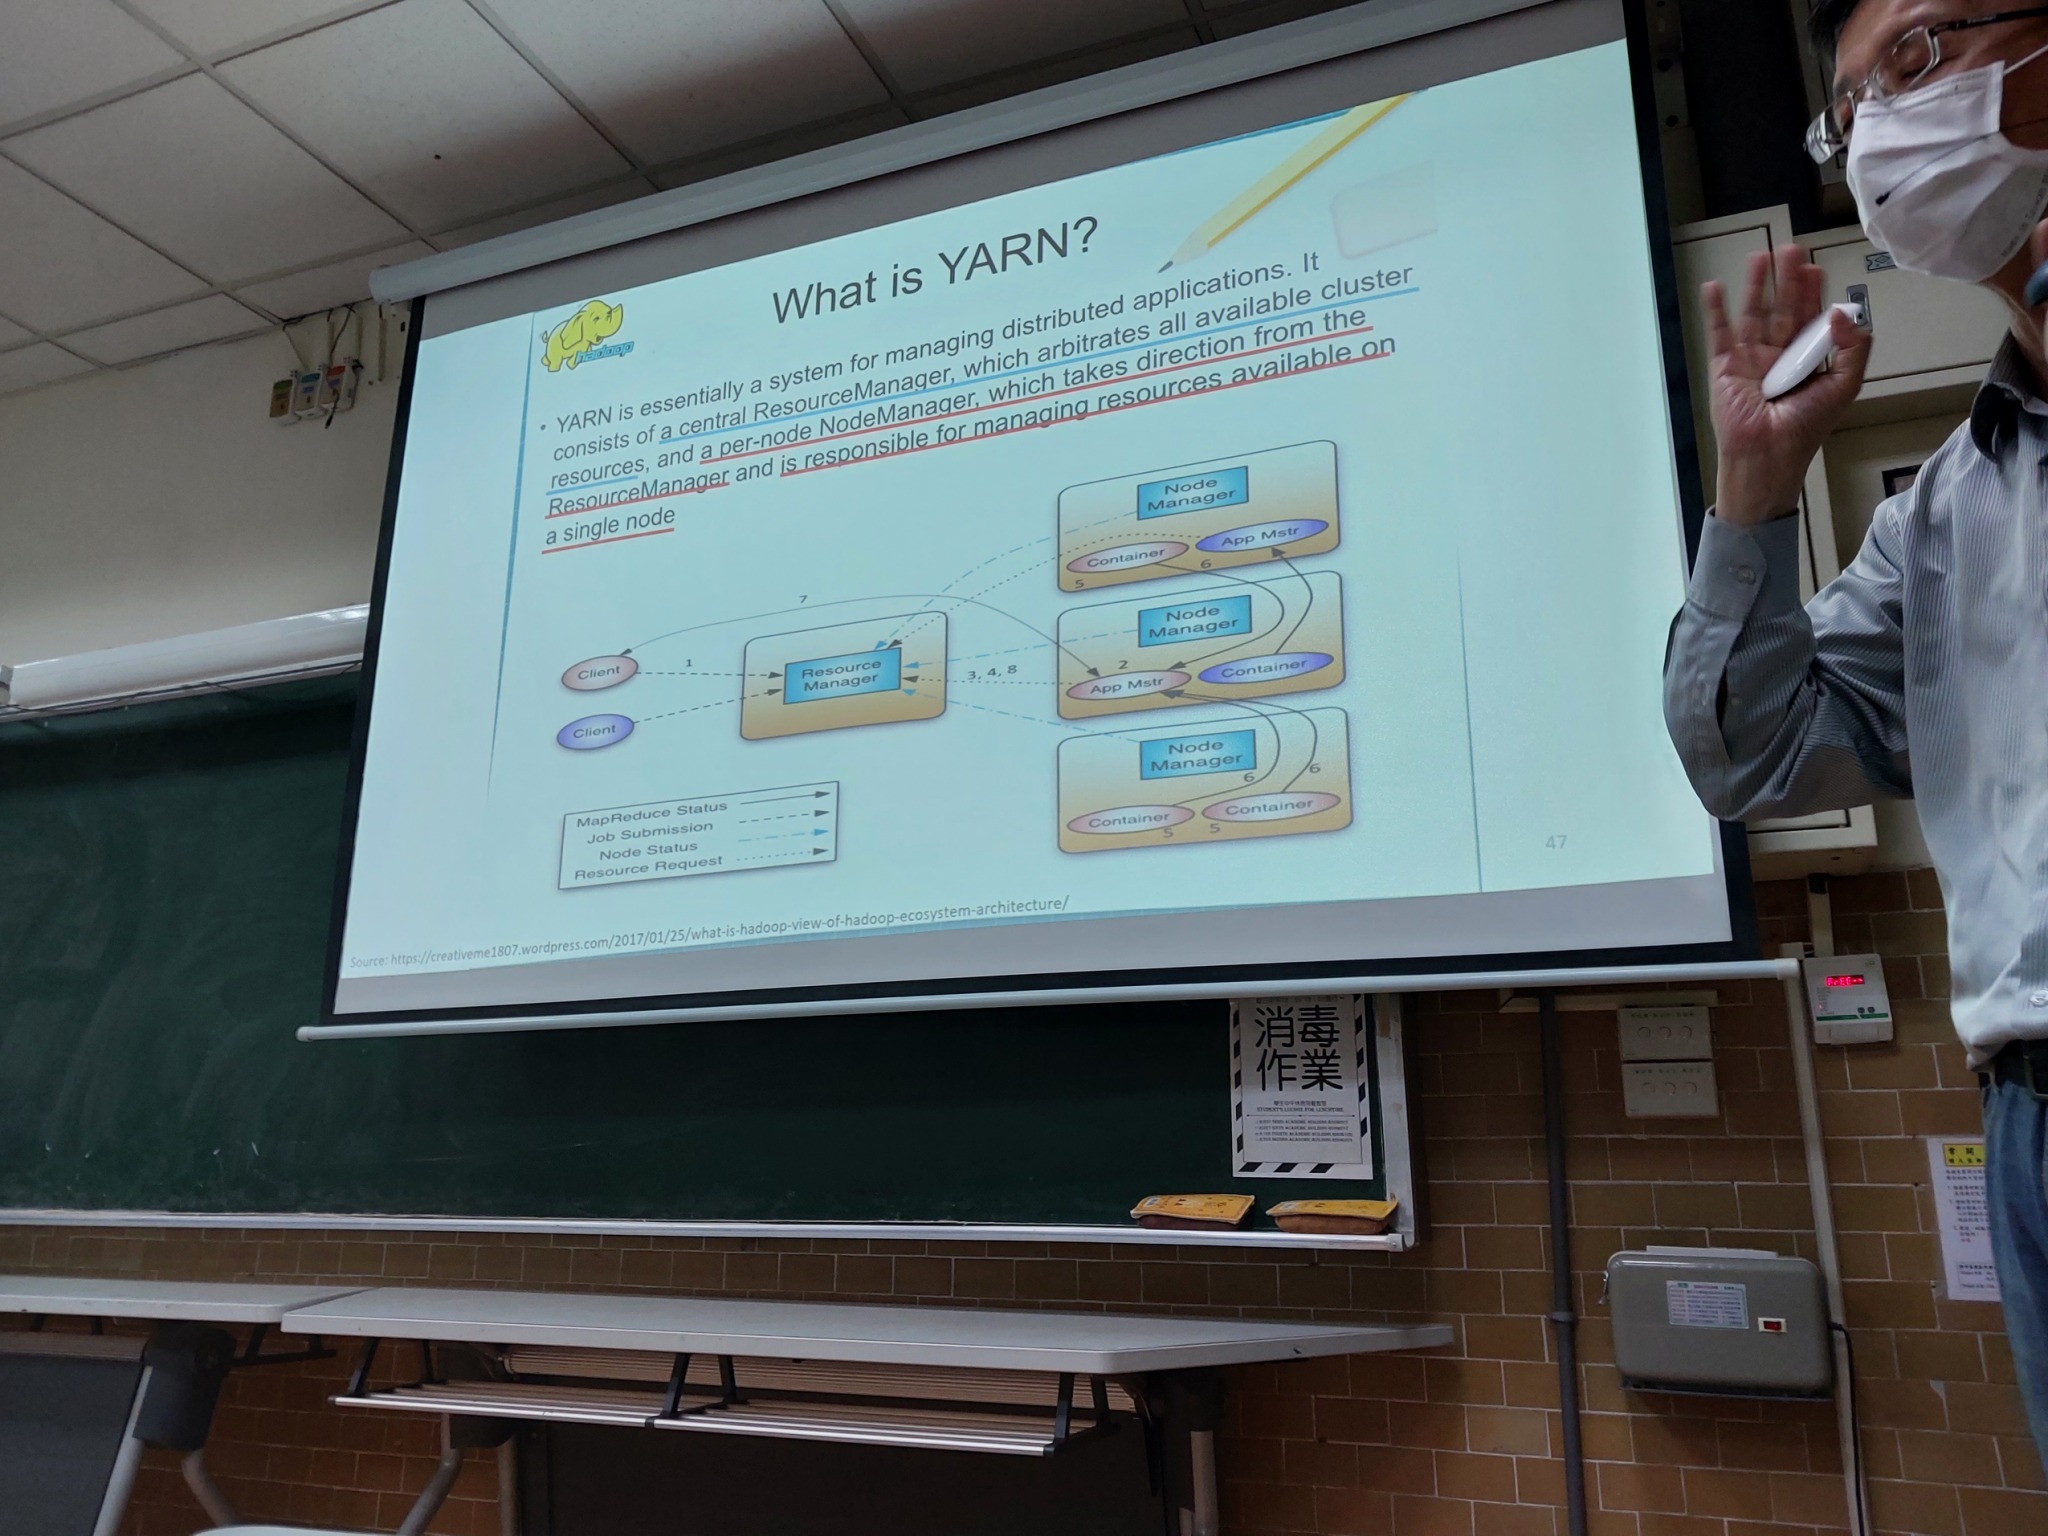 What is YARN?
hadoop
• YARN is essentially a system for managing distributed applications. It
consists of a central ResourceManager, which arbitrates all available cluster
resources, and a per-node NodeManager, which takes direction from the
ResourceManager and is responsible for managing resources available on
a single node
Node
Manager
Container
App Mstr
5
6
7
Client
1
Resource
Manager
3, 4, 8
Node
Manager
2
App Mstr
Container
Client
Node
Manager
6
6
Container
Container
5
5
MapReduce Status
Job Submission
Node Status
Resource Request
47
Source: https://creativeme1807.wordpress.com/2017/01/25/what-is-hadoop-view-of-hadoop-ecosystem-architecture/
消毒
作業